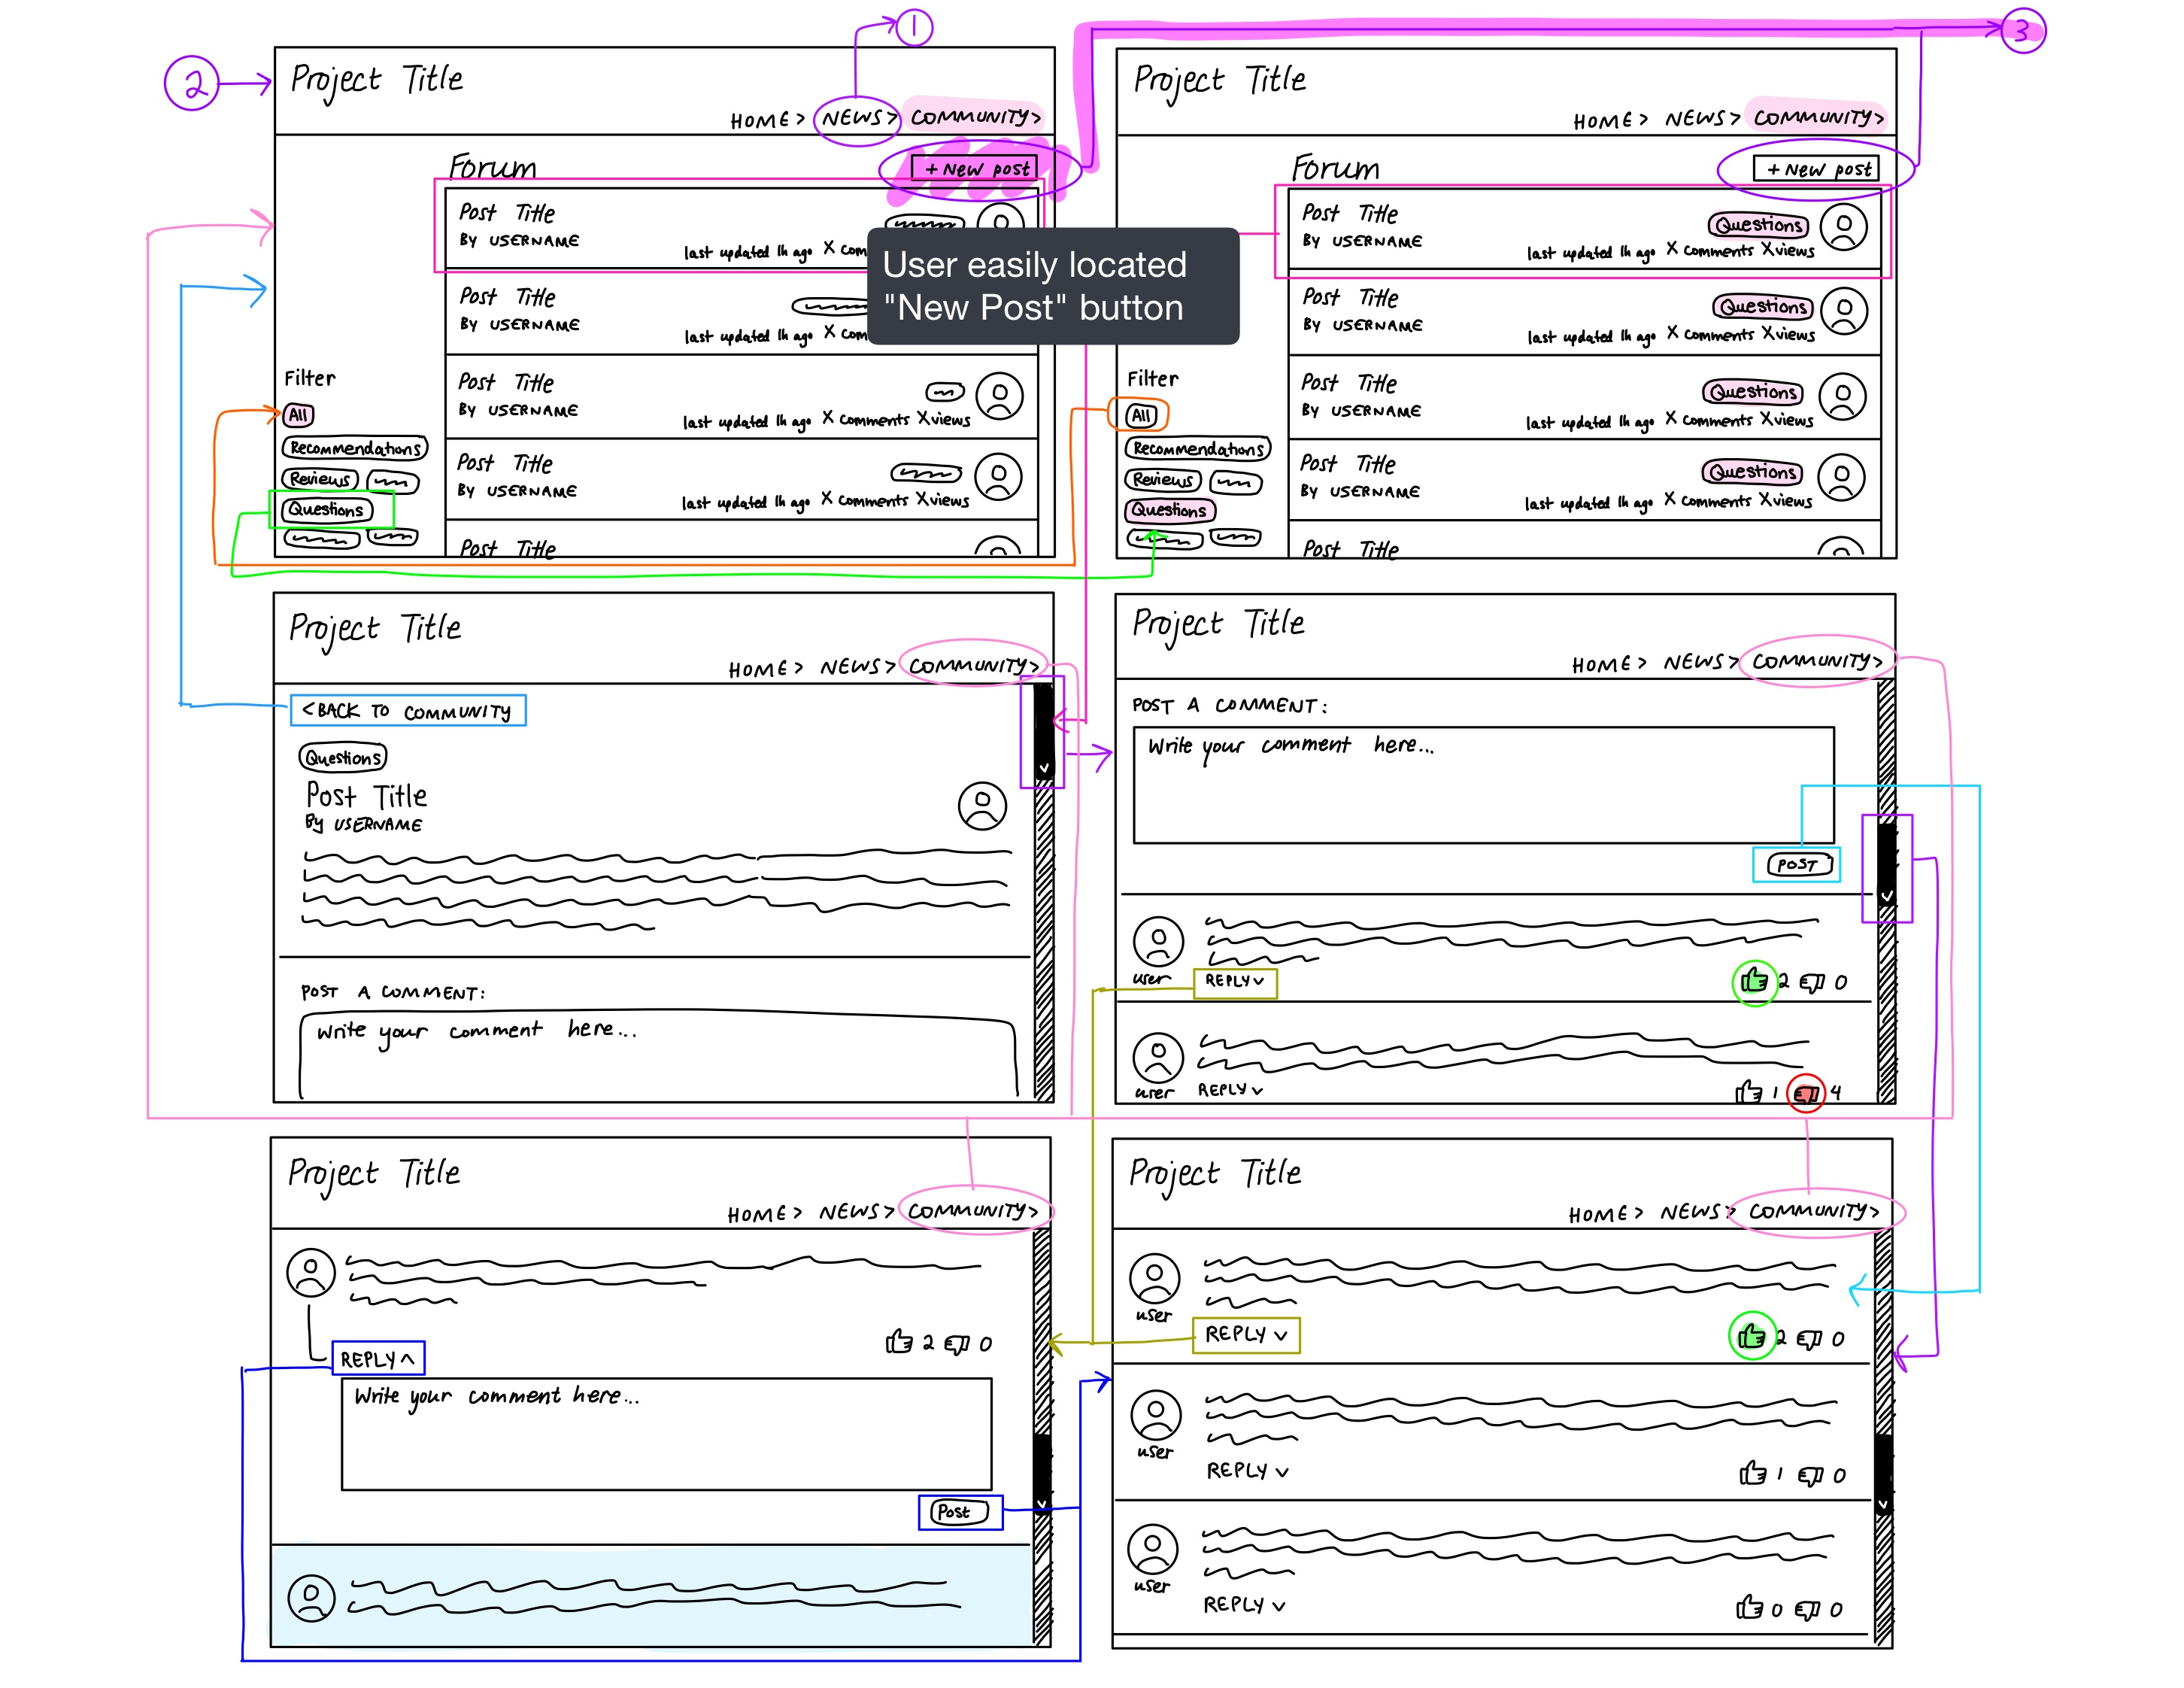 1
3
2
Project Title
HOME > NEWS > COMMUNITY >
Forum
+ New post
Post Title
BY USERNAME
last updated 1h ago X Com
Post Title
BY USERNAME
last updated 1h ago X Com
Post Title
BY USERNAME
last updated 1h ago X Comments X views
Post Title
BY USERNAME
last updated 1h ago X Comments X views
Post Title
Filter
All
Recommendations
Reviews
Questions
User easily located
"New Post" button
Project Title
HOME > NEWS > COMMUNITY >
Forum
+ New post
Post Title
BY USERNAME
Questions
last updated 1h ago X Comments X views
Post Title
BY USERNAME
Questions
last updated 1h ago X Comments X views
Post Title
BY USERNAME
Questions
last updated 1h ago X Comments X views
Post Title
BY USERNAME
Questions
last updated 1h ago X Comments X views
Post Title
Filter
All
Recommendations
Reviews
Questions
Project Title
HOME > NEWS > COMMUNITY >
< BACK TO COMMUNITY
Questions
Post Title
By USERNAME
POST A COMMENT:
Write your comment here...
Project Title
HOME > NEWS > COMMUNITY >
POST A COMMENT:
Write your comment here...
POST
user
REPLY
2 0
user
REPLY
1 4
Project Title
HOME > NEWS > COMMUNITY >
2 0
REPLY
Write your comment here...
Post
Project Title
HOME > NEWS > COMMUNITY >
user
REPLY
2 0
user
REPLY
1 0
user
REPLY
0 0